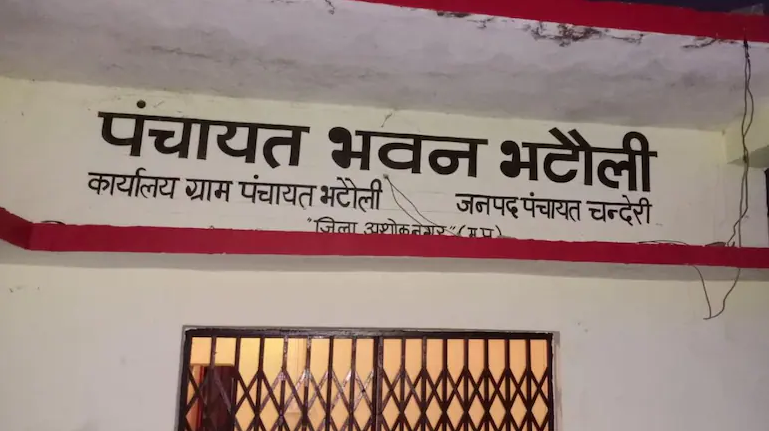 पंचायत भवन भटौली
कार्यालय ग्राम पंचायत भटौली जनपद पंचायत चन्देरी
"जिला अशोकनगर" (म.प्र.)